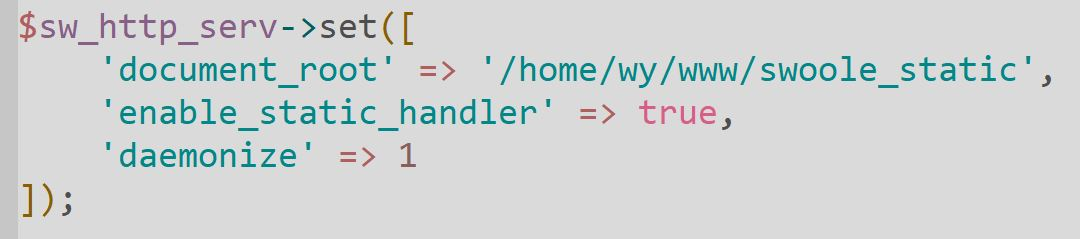 $sw_http_serv->set([
    'document_root' => '/home/wy/www/swoole_static',
    'enable_static_handler' => true,
    'daemonize' => 1
]);